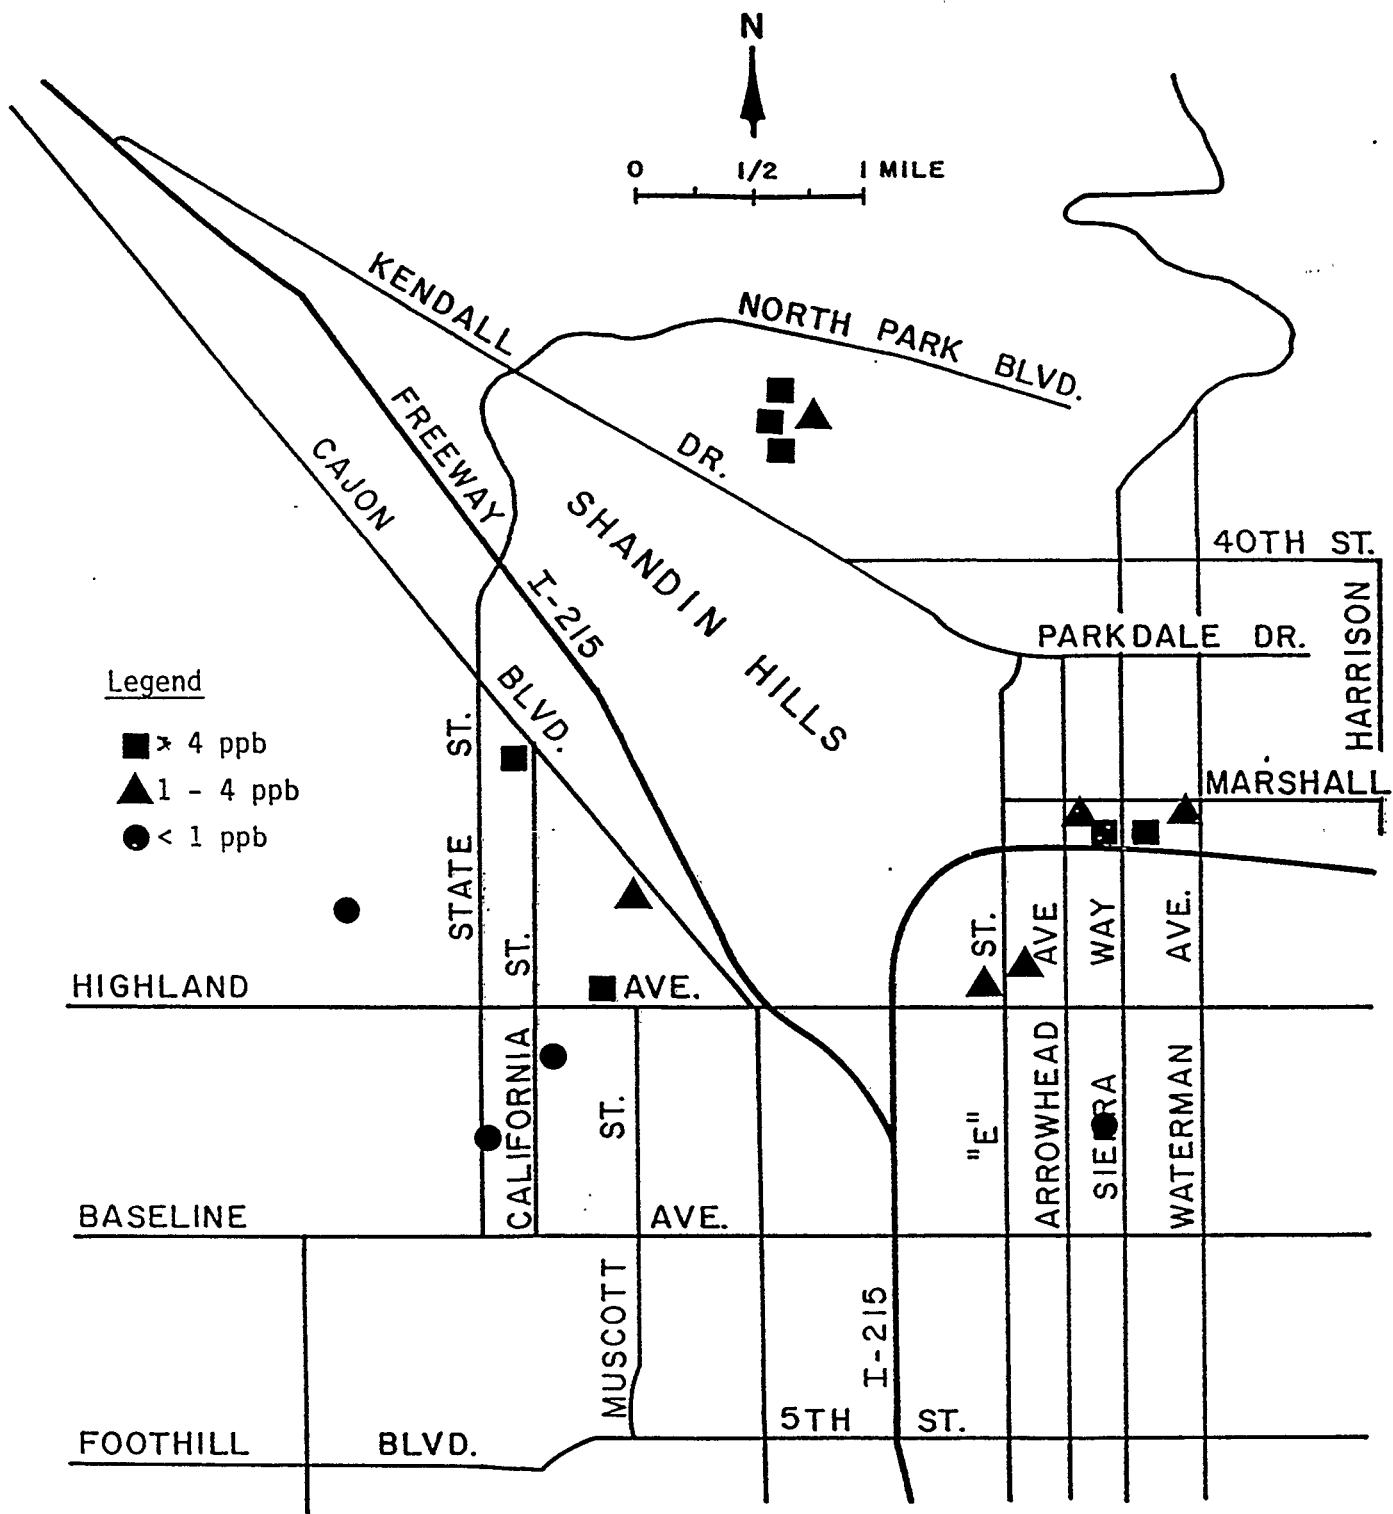 N
0 1/2 1 MILE
KENDALL DR.
NORTH PARK BLVD.
FREEWAY I-215
CAJON BLVD.
SHANDIN HILLS
40TH ST.
HARRISON
PARKDALE DR.
MARSHALL
Legend
> 4 ppb
1 - 4 ppb
< 1 ppb
STATE ST.
CALIFORNIA ST.
HIGHLAND AVE.
"E" ST.
ARROWHEAD AVE
SIERRA WAY
WATERMAN AVE.
BASELINE AVE.
MUSCOTT ST.
I-215
5TH ST.
FOOTHILL BLVD.